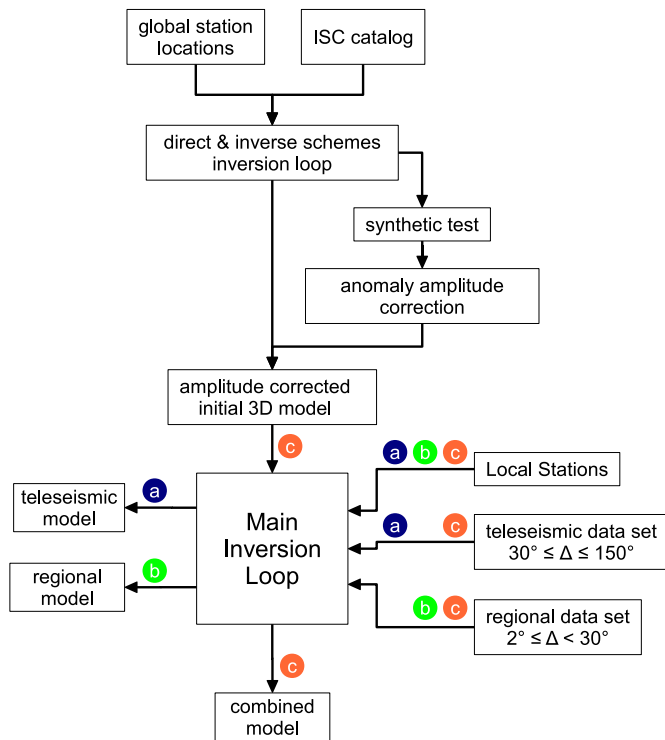 global station
locations
ISC catalog
direct & inverse schemes
inversion loop
synthetic test
anomaly amplitude
correction
amplitude corrected
initial 3D model
c
a b c
Local Stations
teleseismic
model
a
Main
Inversion
Loop
a c
teleseismic data set
30° ≤ Δ ≤ 150°
regional
model
b
b c
regional data set
2° ≤ Δ < 30°
c
combined
model